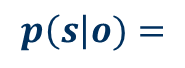 p(s|o) =